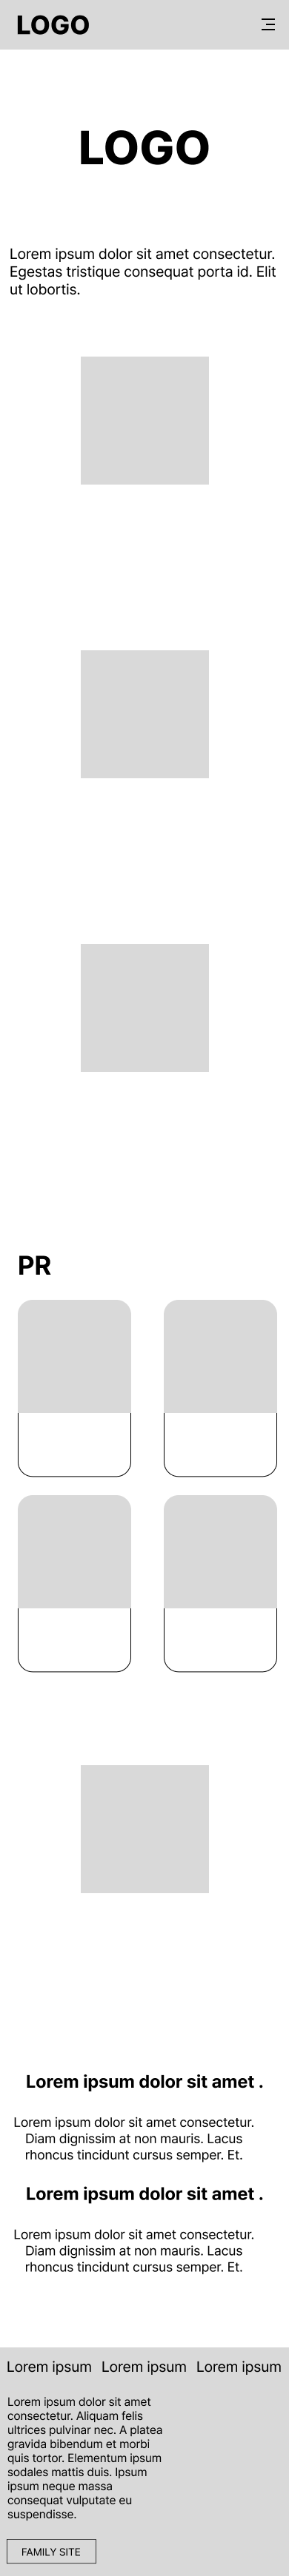 LOGO
LOGO
Lorem ipsum dolor sit amet consectetur.
Egestas tristique consequat porta id. Elit
ut lobortis.
PR
Lorem ipsum dolor sit amet .
Lorem ipsum dolor sit amet consectetur.
Diam dignissim at non mauris. Lacus
rhoncus tincidunt cursus semper. Et.
Lorem ipsum dolor sit amet .
Lorem ipsum dolor sit amet consectetur.
Diam dignissim at non mauris. Lacus
rhoncus tincidunt cursus semper. Et.
Lorem ipsum Lorem ipsum Lorem ipsum
Lorem ipsum dolor sit amet
consectetur. Aliquam felis
ultrices pulvinar nec. A platea
gravida bibendum et morbi
quis tortor. Elementum ipsum
sodales mattis duis. Ipsum
ipsum neque massa
consequat vulputate eu
suspendisse.
FAMILY SITE